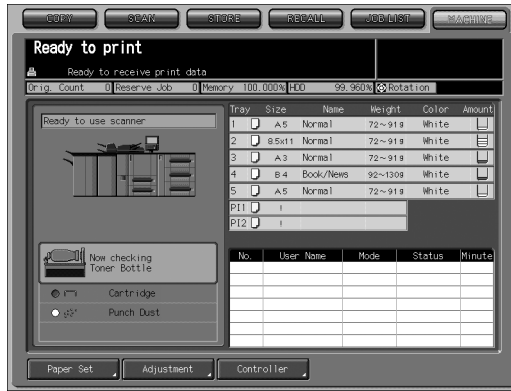 COPY SCAN STORE RECALL JOB LIST MACHINE
Ready to print
Ready to receive print data
Orig. Count 0 Reserve Job 0 Memory 100.000% HDD 99.960% Rotation
Ready to use scanner
Tray Size Name Weight Color Amount
1 A5 Normal 72~91g White
2 8.5x11 Normal 72~91g White
3 A3 Normal 72~91g White
4 B4 Book/News 92~130g White
5 A5 Normal 72~91g White
PI1
PI2
Now checking
Toner Bottle
Cartridge
Punch Dust
No. User Name Mode Status Minute
Paper Set Adjustment Controller